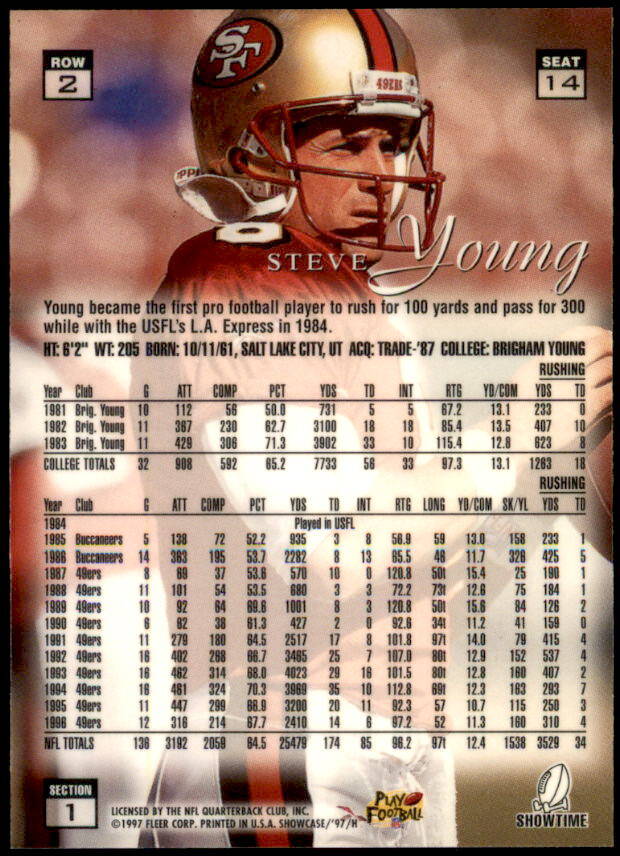 ROW
2
SEAT
14
SF
49ERS
8
STEVE Young
Young became the first pro football player to rush for 100 yards and pass for 300
while with the USFL's L.A. Express in 1984.
HT: 6'2" WT: 205 BORN: 10/11/61, SALT LAKE CITY, UT ACQ: TRADE-'87 COLLEGE: BRIGHAM YOUNG
RUSHING
Year Club G ATT COMP PCT YDS TD INT RTG YD/COM YDS TD
1981 Brig. Young 10 112 56 50.0 731 5 5 67.2 13.1 233 0
1982 Brig. Young 11 367 230 62.7 3100 18 18 85.4 13.5 407 10
1983 Brig. Young 11 429 306 71.3 3902 33 10 115.4 12.8 623 8
COLLEGE TOTALS 32 908 592 65.2 7733 56 33 97.3 13.1 1263 18
RUSHING
Year Club G ATT COMP PCT YDS TD INT RTG LONG YD/COM SK/YL YDS TD
1984 Played in USFL
1985 Buccaneers 5 138 72 52.2 935 3 8 56.9 59 13.0 158 233 1
1986 Buccaneers 14 363 195 53.7 2282 8 13 65.5 46 11.7 326 425 5
1987 49ers 8 69 37 53.6 570 10 0 120.8 50t 15.4 25 190 1
1988 49ers 11 101 54 53.5 680 3 3 72.2 73t 12.6 75 184 1
1989 49ers 10 92 64 69.6 1001 8 3 120.8 50t 15.6 84 126 2
1990 49ers 6 62 38 61.3 427 2 0 92.6 34t 11.2 41 159 0
1991 49ers 11 279 180 64.5 2517 17 8 101.8 97t 14.0 79 415 4
1992 49ers 16 402 268 66.7 3465 25 7 107.0 80t 12.9 152 537 4
1993 49ers 16 462 314 68.0 4023 29 16 101.5 80t 12.8 160 407 2
1994 49ers 16 461 324 70.3 3969 35 10 112.8 69t 12.3 163 293 7
1995 49ers 11 447 299 66.9 3200 20 11 92.3 57 10.7 115 250 3
1996 49ers 12 316 214 67.7 2410 14 6 97.2 52 11.3 160 310 4
NFL TOTALS 136 3192 2059 64.5 25479 174 85 96.2 97t 12.4 1538 3529 34
SECTION
1
LICENSED BY THE NFL QUARTERBACK CLUB, INC.
©1997 FLEER CORP. PRINTED IN U.S.A. SHOWCASE/'97/H
PLAY
FOOTBALL
SHOWTIME